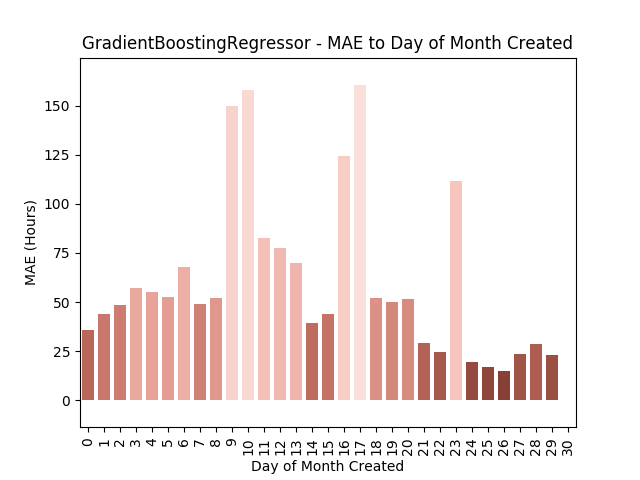 GradientBoostingRegressor - MAE to Day of Month Created
MAE (Hours)
150
125
100
75
50
25
0
0 1 2 3 4 5 6 7 8 9 10 11 12 13 14 15 16 17 18 19 20 21 22 23 24 25 26 27 28 29 30
Day of Month Created